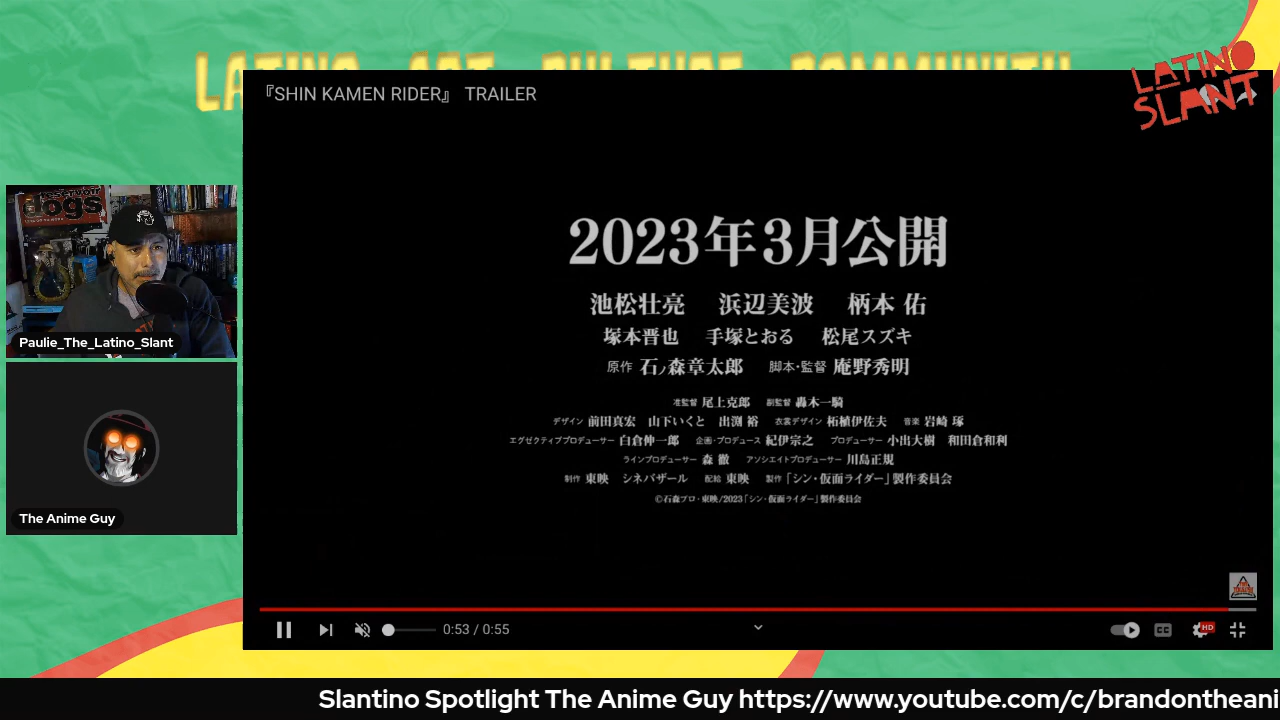 LATINO ART CULTURE COMMUNITY
LATINO
SLANT
『SHIN KAMEN RIDER』 TRAILER
2023年3月公開
池松壮亮 浜辺美波 柄本 佑
塚本晋也 手塚とおる 松尾スズキ
原作 石ノ森章太郎 脚本・監督 庵野秀明
准監督 尾上克郎 副監督 轟木一騎
デザイン 前田真宏 山下いくと 出渕 裕 衣裳デザイン 柘植伊佐夫 音楽 岩崎 琢
エグゼクティブプロデューサー 白倉伸一郎 企画・プロデュース 紀伊宗之 プロデューサー 小出大樹 和田倉和利
ラインプロデューサー 森 徹 アソシエイトプロデューサー 川島正規
制作 東映 シネバザール 配給 東映 製作 「シン・仮面ライダー」製作委員会
©石森プロ・東映/2023「シン・仮面ライダー」製作委員会
dogs
Paulie_The_Latino_Slant
The Anime Guy
0:53 / 0:55
CC
HD
Slantino Spotlight The Anime Guy https://www.youtube.com/c/brandontheani